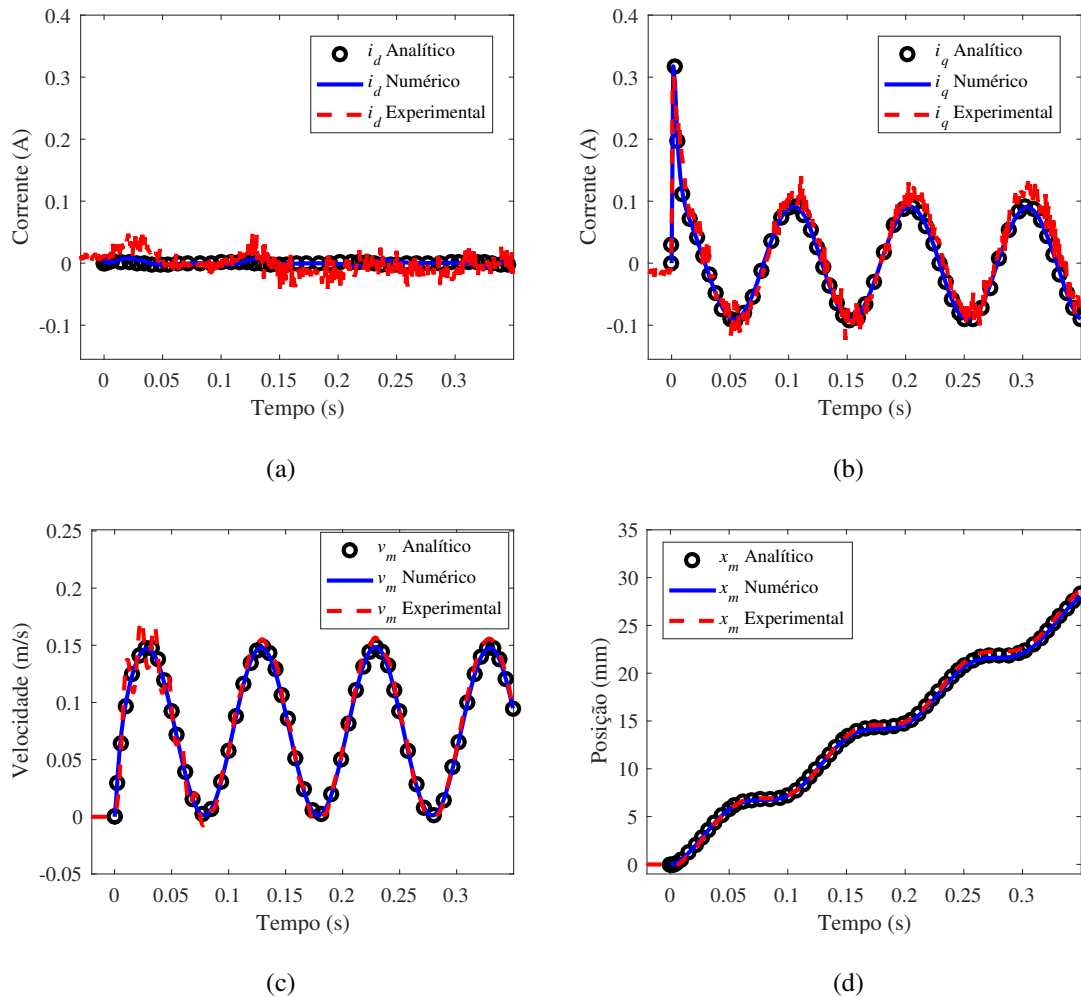 0.4
0.3
0.2
0.1
0
-0.1
Corrente (A)
i_d Analítico
i_d Numérico
i_d Experimental
0 0.05 0.1 0.15 0.2 0.25 0.3
Tempo (s)
(a)
0.4
0.3
0.2
0.1
0
-0.1
Corrente (A)
i_q Analítico
i_q Numérico
i_q Experimental
0 0.05 0.1 0.15 0.2 0.25 0.3
Tempo (s)
(b)
0.25
0.2
0.15
0.1
0.05
0
-0.05
Velocidade (m/s)
v_m Analítico
v_m Numérico
v_m Experimental
0 0.05 0.1 0.15 0.2 0.25 0.3
Tempo (s)
(c)
35
30
25
20
15
10
5
0
Posição (mm)
x_m Analítico
x_m Numérico
x_m Experimental
0 0.05 0.1 0.15 0.2 0.25 0.3
Tempo (s)
(d)